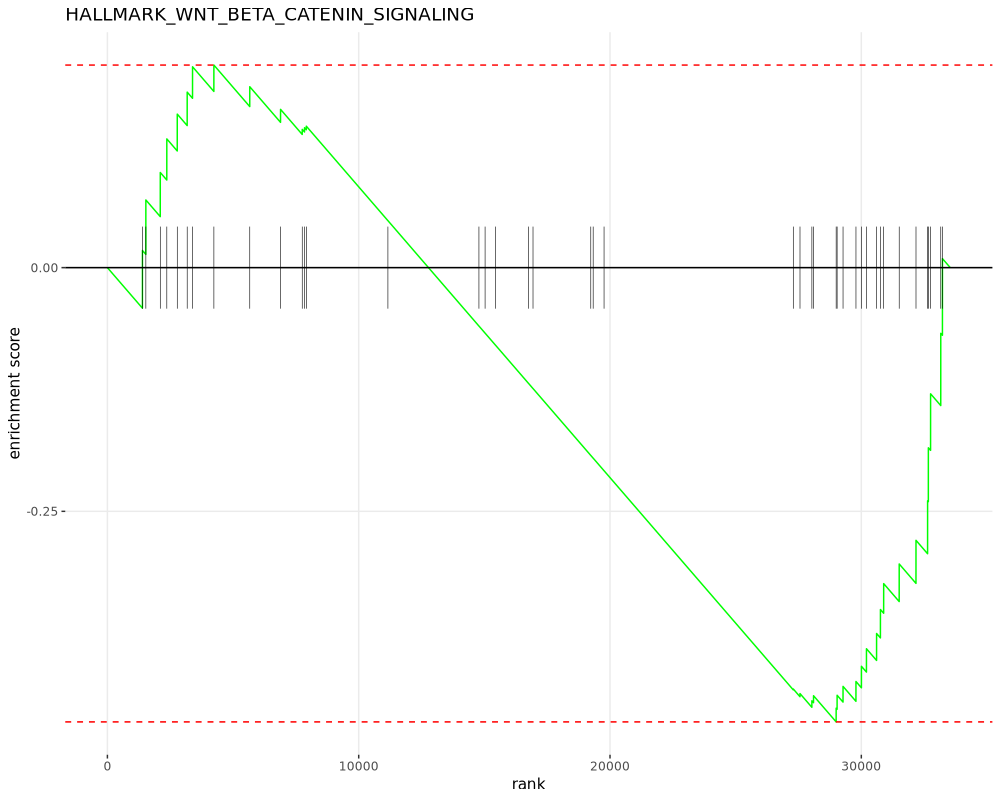 HALLMARK_WNT_BETA_CATENIN_SIGNALING
0.00
-0.25
enrichment score
0 10000 20000 30000
rank